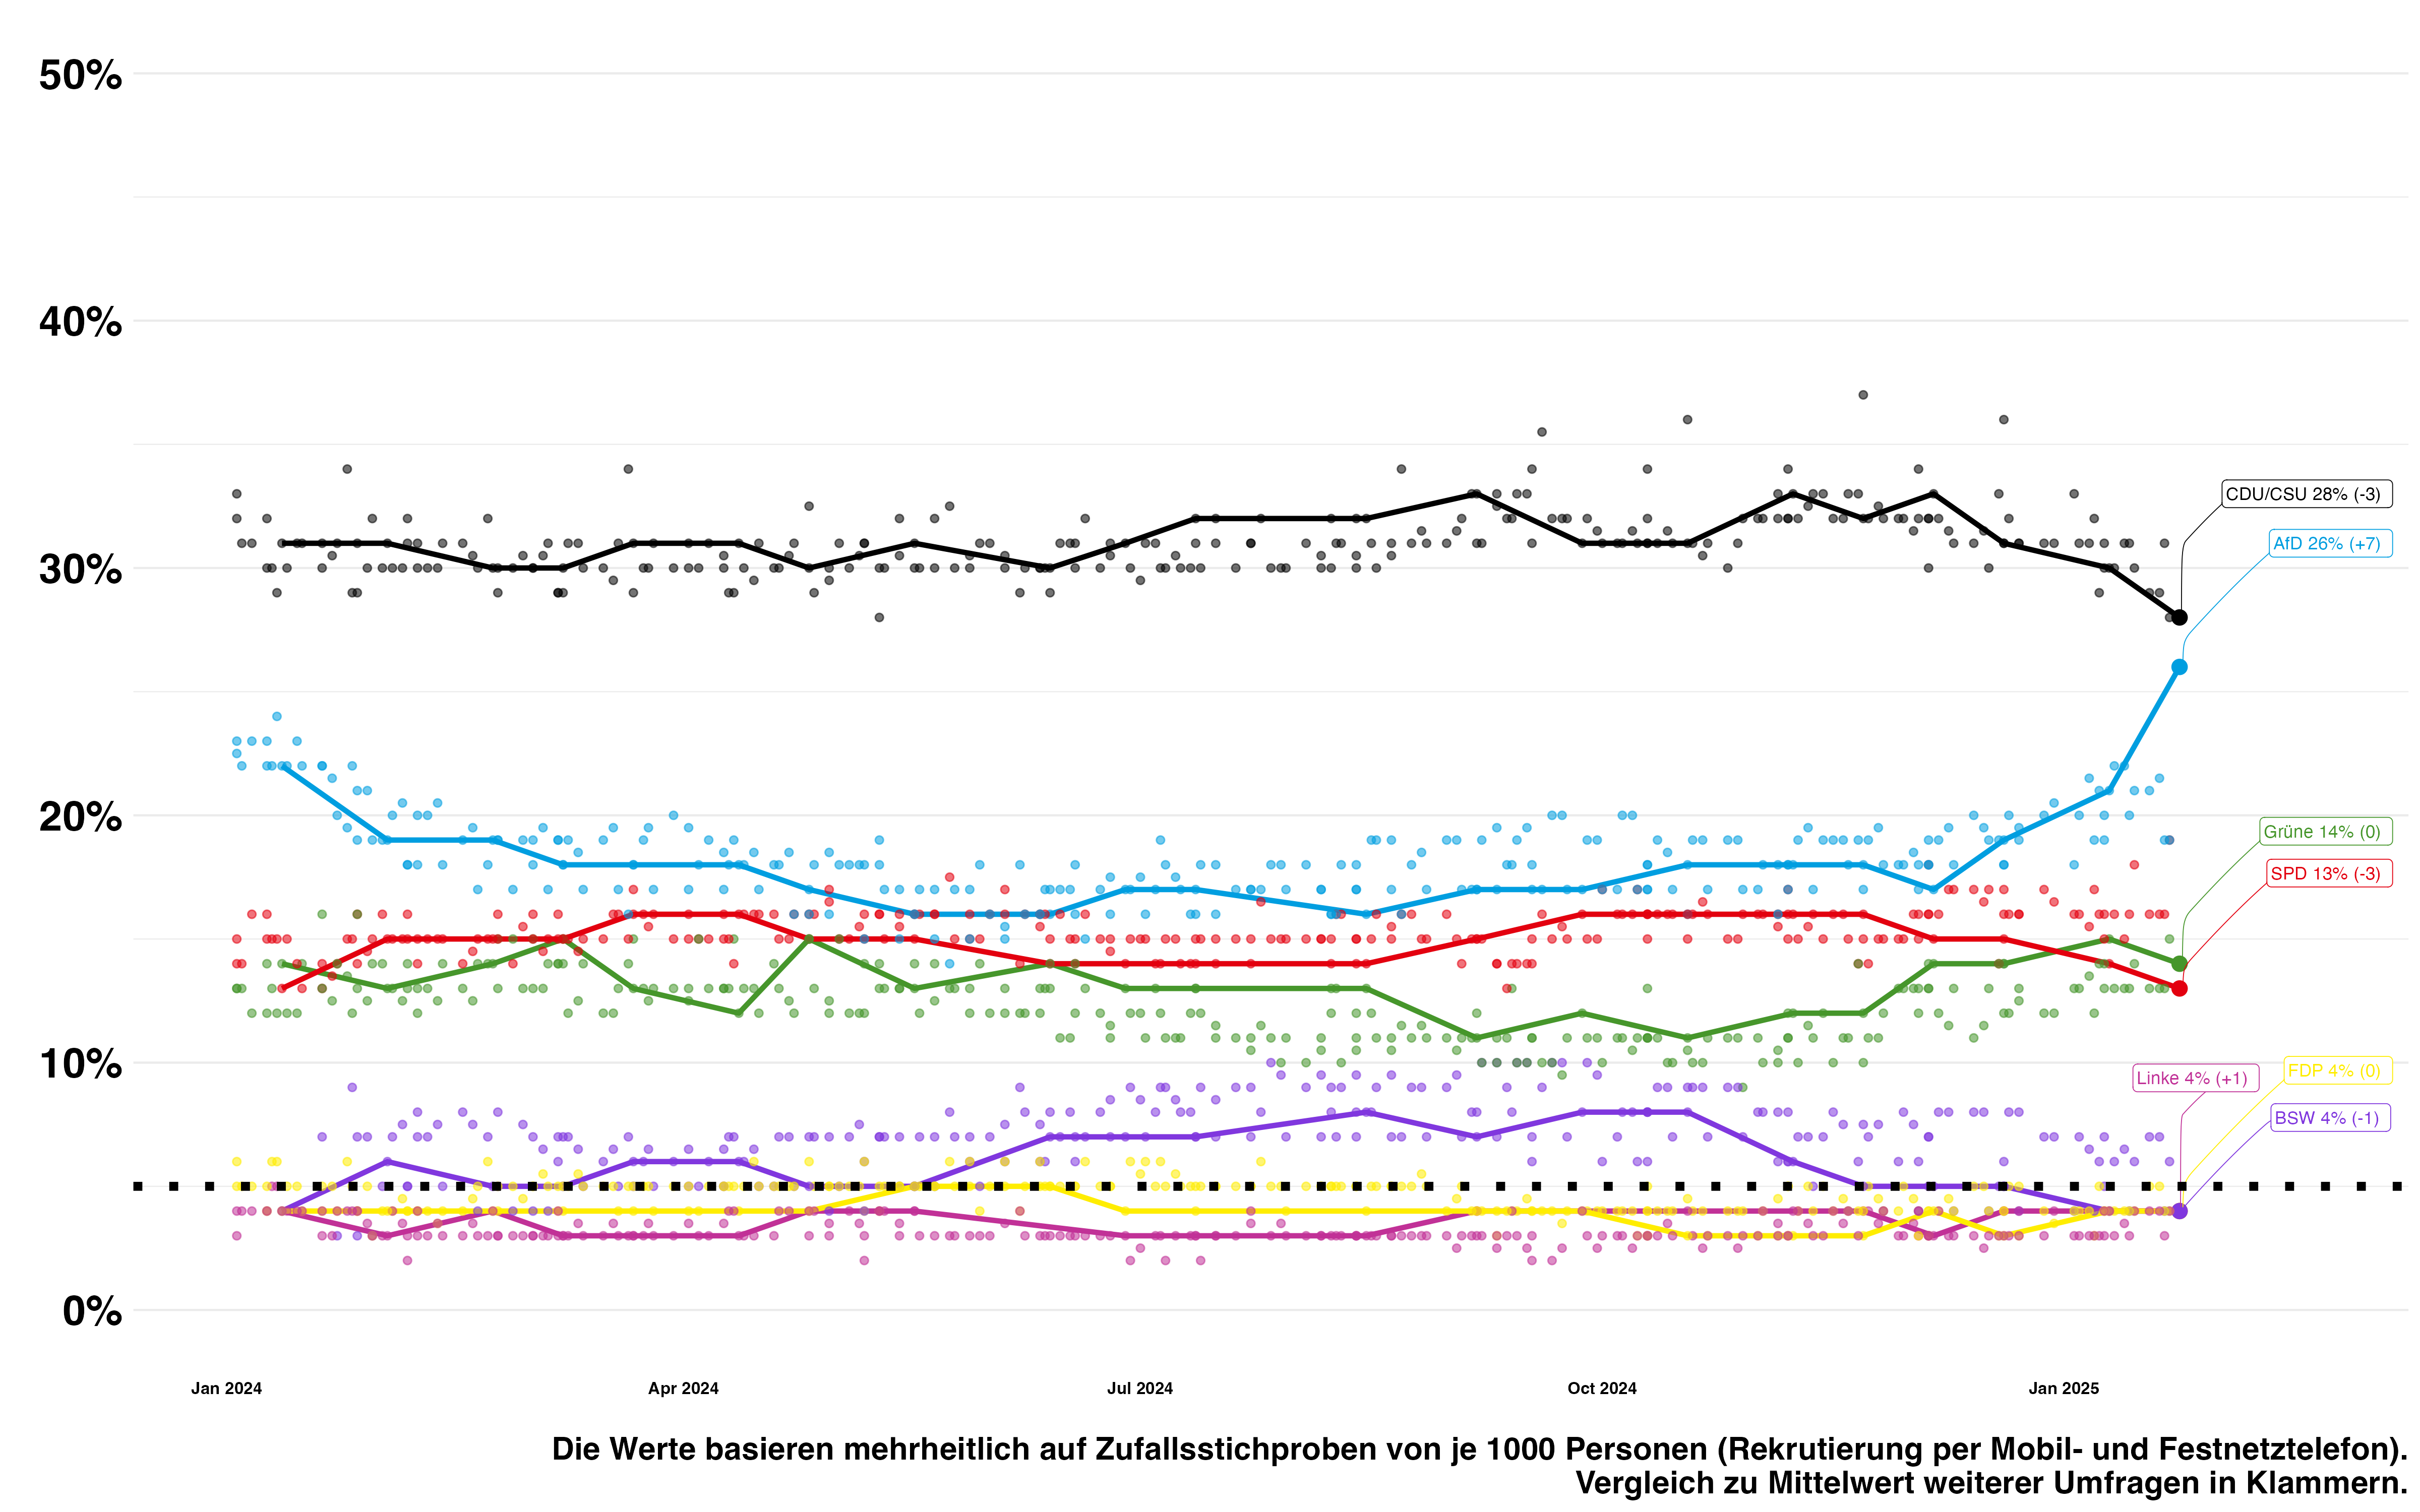 50%
40%
30%
20%
10%
0%
CDU/CSU 28% (-3)
AfD 26% (+7)
Grüne 14% (0)
SPD 13% (-3)
FDP 4% (0)
Linke 4% (+1)
BSW 4% (-1)
Jan 2024
Apr 2024
Jul 2024
Oct 2024
Jan 2025
Die Werte basieren mehrheitlich auf Zufallsstichproben von je 1000 Personen (Rekrutierung per Mobil- und Festnetztelefon).
Vergleich zu Mittelwert weiterer Umfragen in Klammern.